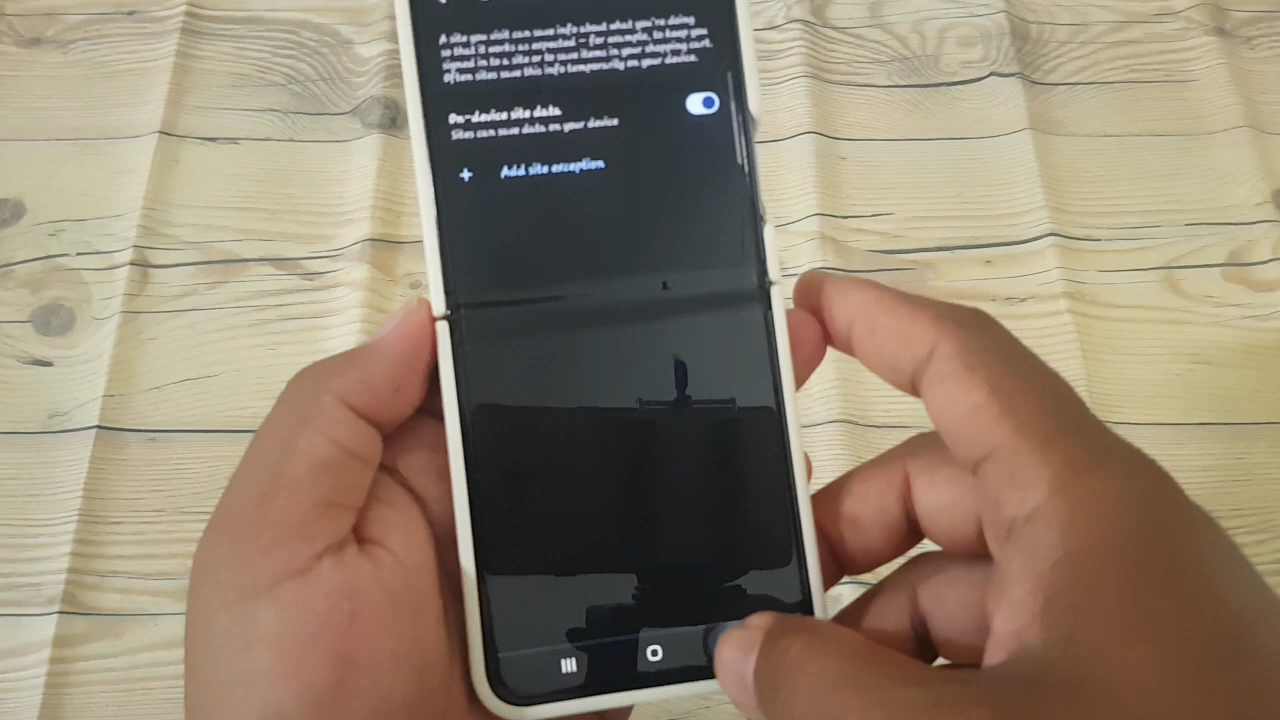 A site you visit can save info about what you're doing
so that it works as expected – for example, to keep you
signed in to a site or to save items in your shopping cart.
Often sites save this info temporarily on your device.
On-device site data
Sites can save data on your device
+ Add site exception